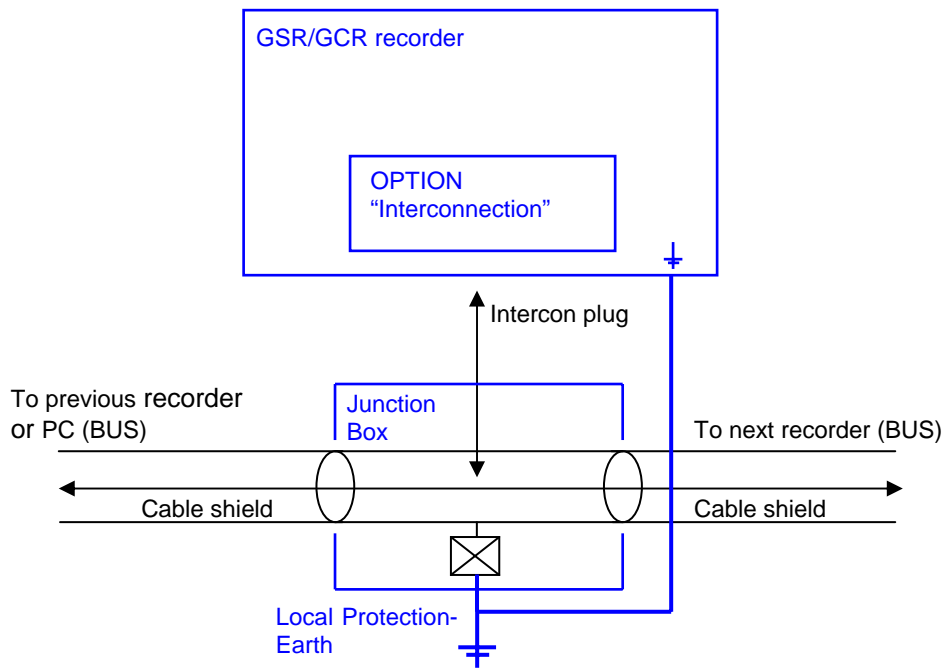 GSR/GCR recorder
OPTION
“Interconnection”
Intercon plug
To previous recorder
or PC (BUS)
Junction
Box
To next recorder (BUS)
Cable shield
Cable shield
Local Protection-
Earth